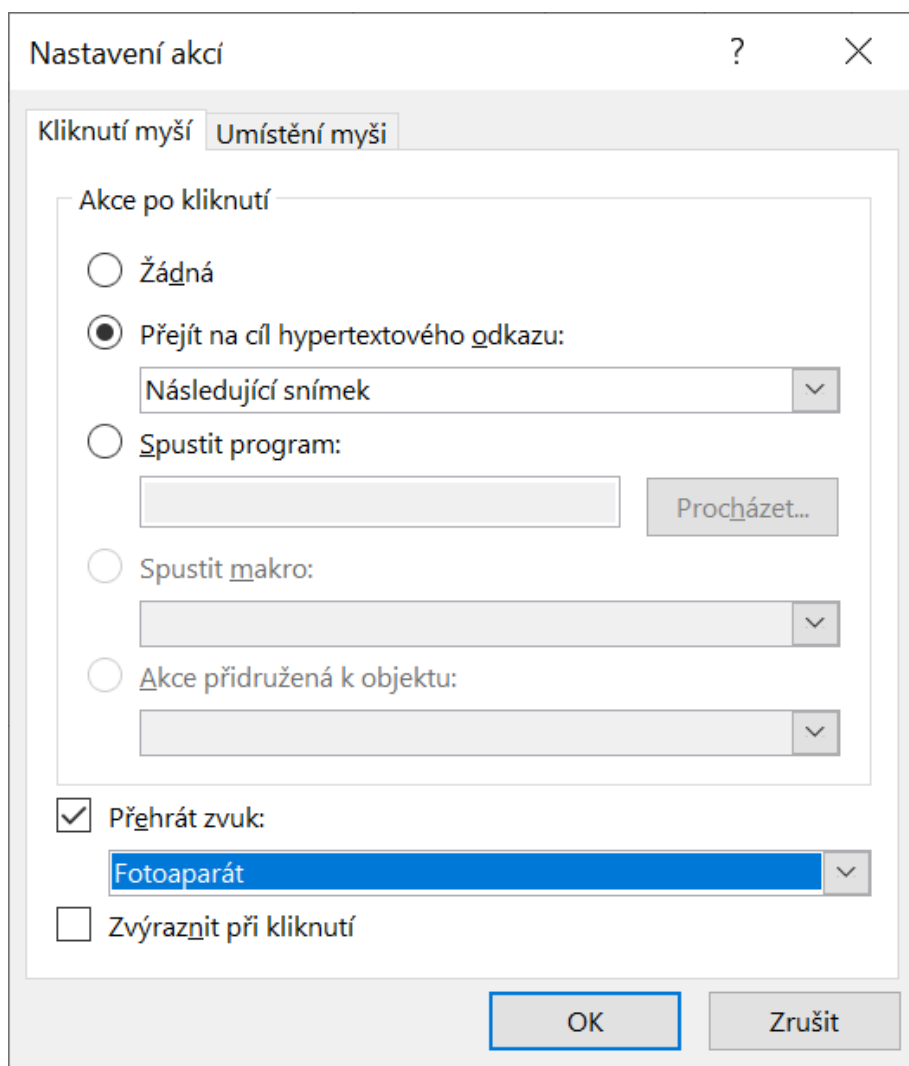 Nastavení akcí
?
Kliknutí myší
Umístění myši
Akce po kliknutí
Žádná
Přejít na cíl hypertextového odkazu:
Následující snímek
Spustit program:
Procházet...
Spustit makro:
Akce přidružená k objektu:
Přehrát zvuk:
Fotoaparát
Zvýraznit při kliknutí
OK
Zrušit